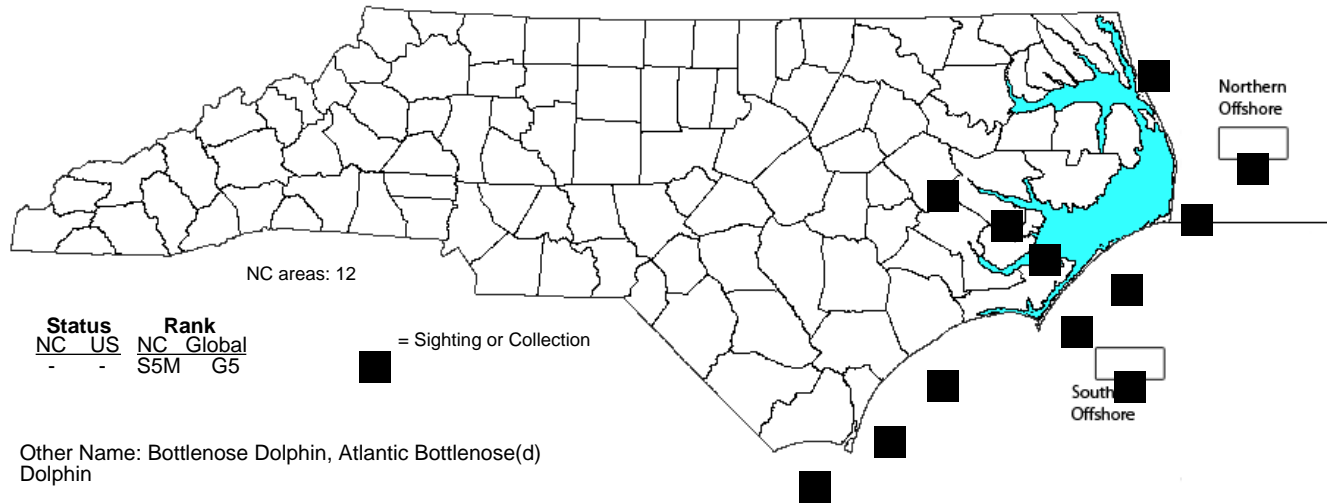 Northern
Offshore
NC areas: 12
Status Rank
NC US NC Global
- - S5M G5
= Sighting or Collection
Offshore
Other Name: Bottlenose Dolphin, Atlantic Bottlenose(d)
Dolphin